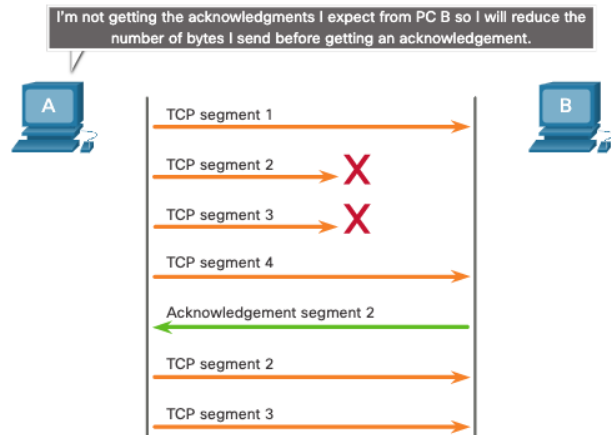 I'm not getting the acknowledgments I expect from PC B so I will reduce the
number of bytes I send before getting an acknowledgement.
A
B
TCP segment 1
TCP segment 2
X
TCP segment 3
X
TCP segment 4
Acknowledgement segment 2
TCP segment 2
TCP segment 3